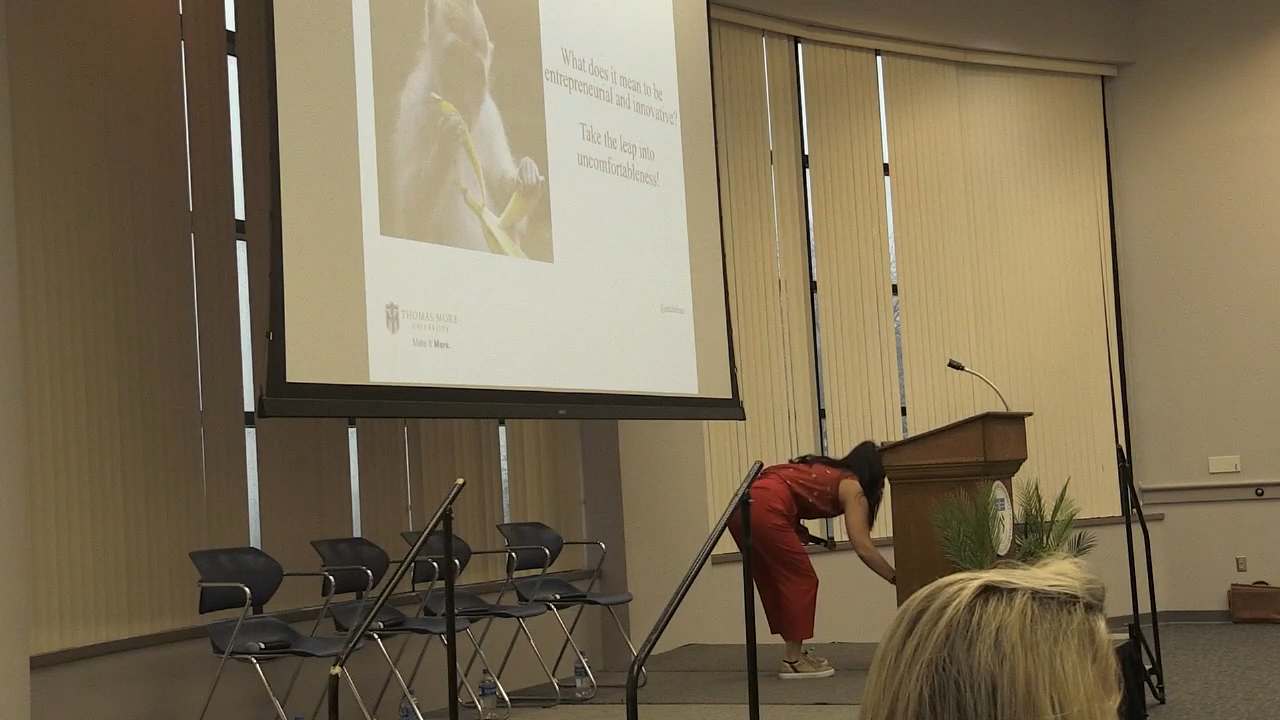 What does it mean to be
entrepreneurial and innovative?
Take the leap into
uncomfortableness!
THOMAS MORE
UNIVERSITY
Make It More.